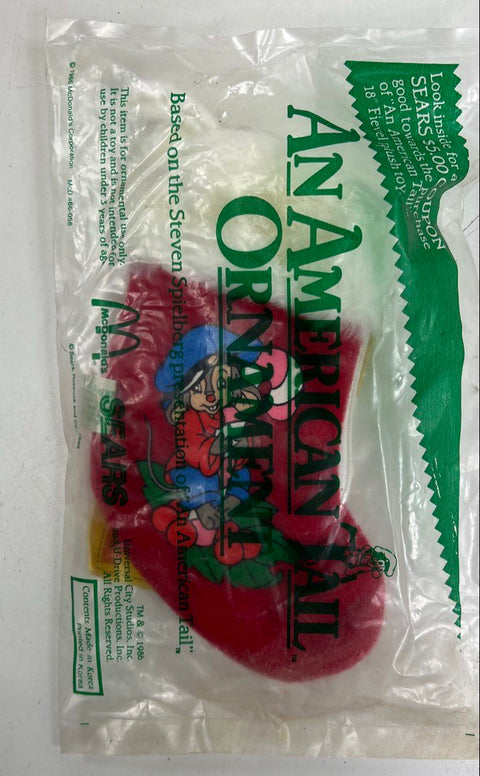 Look inside for a
SEARS $5.00
good towards the purchase
of "An American Tail"
18" Fievel plush toy.
AN AMERICAN TAIL™
ORNAMENT
Based on the Steven Spielberg presentation of "An American Tail"
This item is for ornamental use only.
It is not a toy and is not intended for
use by children under 3 years of age.
McDonald's
SEARS
TM & © 1986
Universal City Studios, Inc.
and U-Drive Productions, Inc.
All Rights Reserved
© 1986 McDonald's Corporation McD #86-058
© Sears, Roebuck and Co. 1986
Contents Made in Korea
Printed in Korea